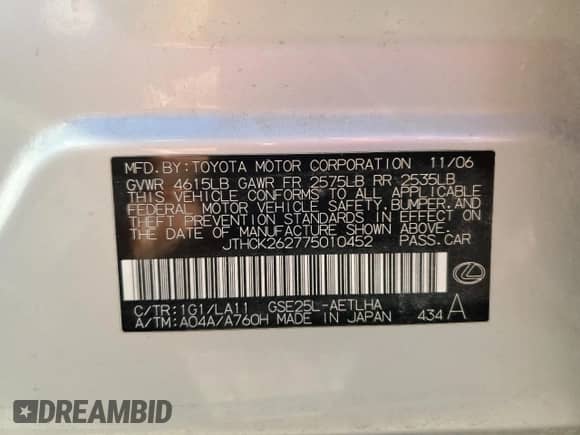 MFD.BY:TOYOTA MOTOR CORPORATION 11/06
GVWR 4615LB GAWR FR 2575LB RR 2535LB
THIS VEHICLE CONFORMS TO ALL APPLICABLE
FEDERAL MOTOR VEHICLE SAFETY,BUMPER,AND
THEFT PREVENTION STANDARDS IN EFFECT ON
THE DATE OF MANUFACTURE SHOWN ABOVE.
JTHCK262775010452 PASS.CAR
C/TR:1G1/LA11 GSE25L-AETLHA
A/TM:A04A/A760H MADE IN JAPAN 434 A
DREAMBID